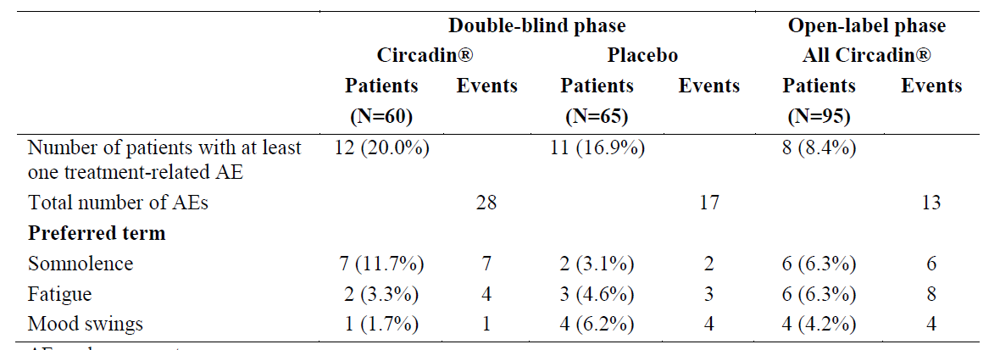 Double-blind phase Open-label phase
Circadin® Placebo All Circadin®
Patients Events Patients Events Patients Events
(N=60) (N=65) (N=95)
Number of patients with at least 12 (20.0%) 11 (16.9%) 8 (8.4%)
one treatment-related AE
Total number of AEs 28 17 13
Preferred term
Somnolence 7 (11.7%) 7 2 (3.1%) 2 6 (6.3%) 6
Fatigue 2 (3.3%) 4 3 (4.6%) 3 6 (6.3%) 8
Mood swings 1 (1.7%) 1 4 (6.2%) 4 4 (4.2%) 4